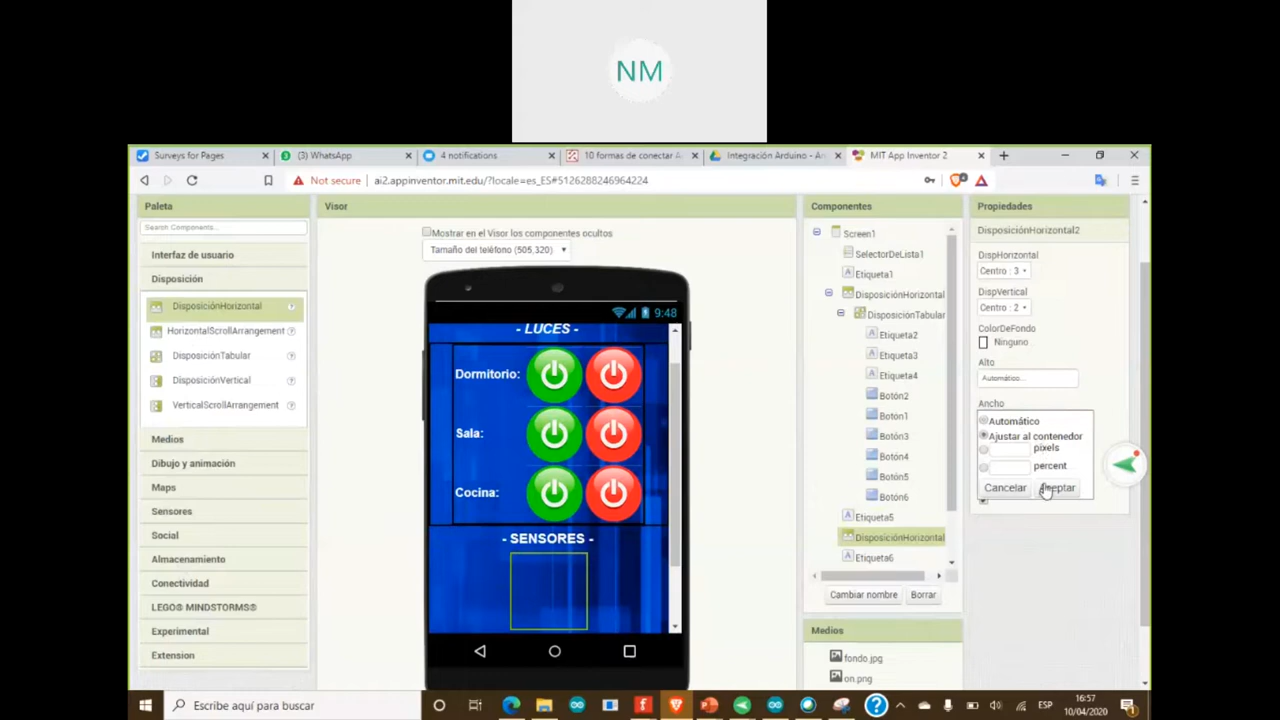 NM
Surveys for Pages
(3) WhatsApp
4 notifications
10 formas de conectar A
Integración Arduino - An
MIT App Inventor 2
Not secure
ai2.appinventor.mit.edu/?locale=es_ES#5126288246964224
Paleta
Search Components...
Interfaz de usuario
Disposición
DisposiciónHorizontal
HorizontalScrollArrangement
DisposiciónTabular
DisposiciónVertical
VerticalScrollArrangement
Medios
Dibujo y animación
Maps
Sensores
Social
Almacenamiento
Conectividad
LEGO® MINDSTORMS®
Experimental
Extension
Visor
Mostrar en el Visor los componentes ocultos
Tamaño del teléfono (505,320)
9:48
- LUCES -
Dormitorio:
Sala:
Cocina:
- SENSORES -
Componentes
Screen1
SelectorDeLista1
Etiqueta1
DisposiciónHorizontal
DisposiciónTabular
Etiqueta2
Etiqueta3
Etiqueta4
Botón2
Botón1
Botón3
Botón4
Botón5
Botón6
Etiqueta5
DisposiciónHorizontal
Etiqueta6
Cambiar nombre
Borrar
Medios
fondo.jpg
on.png
Propiedades
DisposiciónHorizontal2
DispHorizontal
Centro : 3
DispVertical
Centro : 2
ColorDeFondo
Ninguno
Alto
Automático...
Ancho
Automático
Ajustar al contenedor
pixels
percent
Cancelar
Aceptar
Escribe aquí para buscar
ESP
16:57
10/04/2020